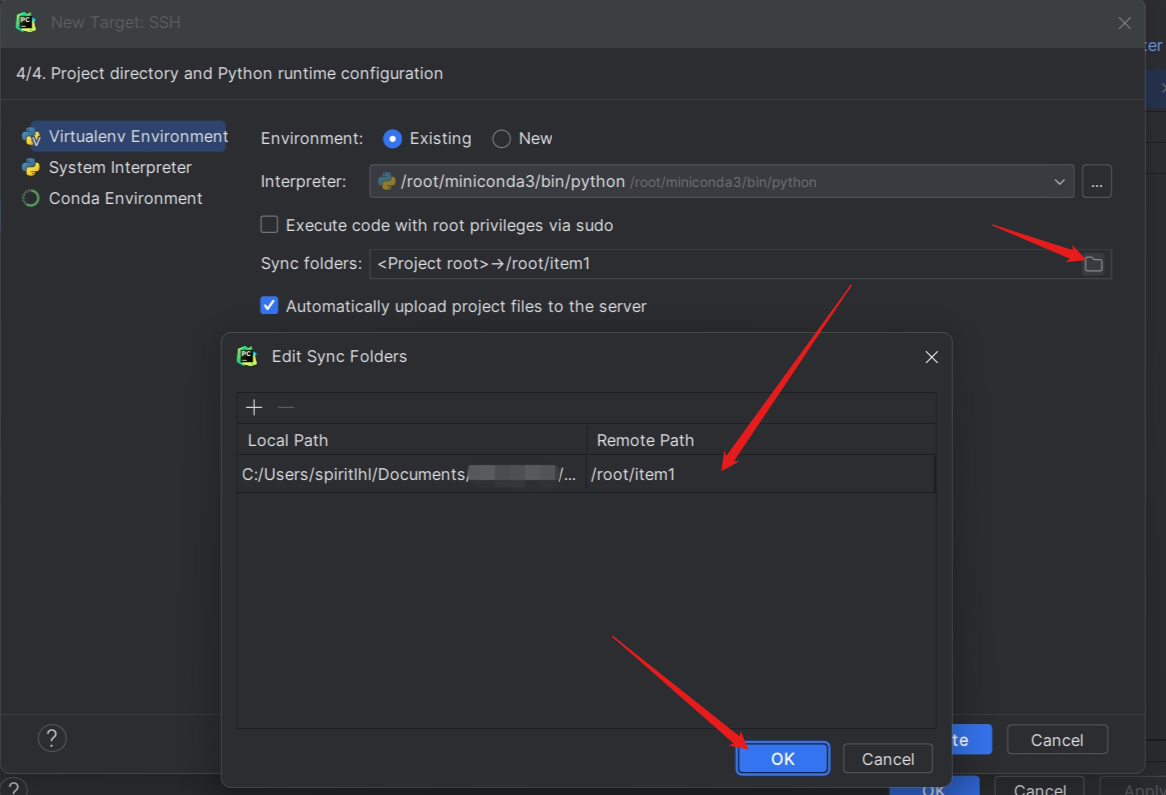 New Target: SSH
4/4. Project directory and Python runtime configuration
Virtualenv Environment
System Interpreter
Conda Environment
Environment: Existing New
Interpreter: /root/miniconda3/bin/python /root/miniconda3/bin/python ...
Execute code with root privileges via sudo
Sync folders: <Project root>→/root/item1
Automatically upload project files to the server
Edit Sync Folders
Local Path Remote Path
C:/Users/spiritlhl/Documents/ /... /root/item1
OK Cancel
? te Cancel
? OK Cancel Apply